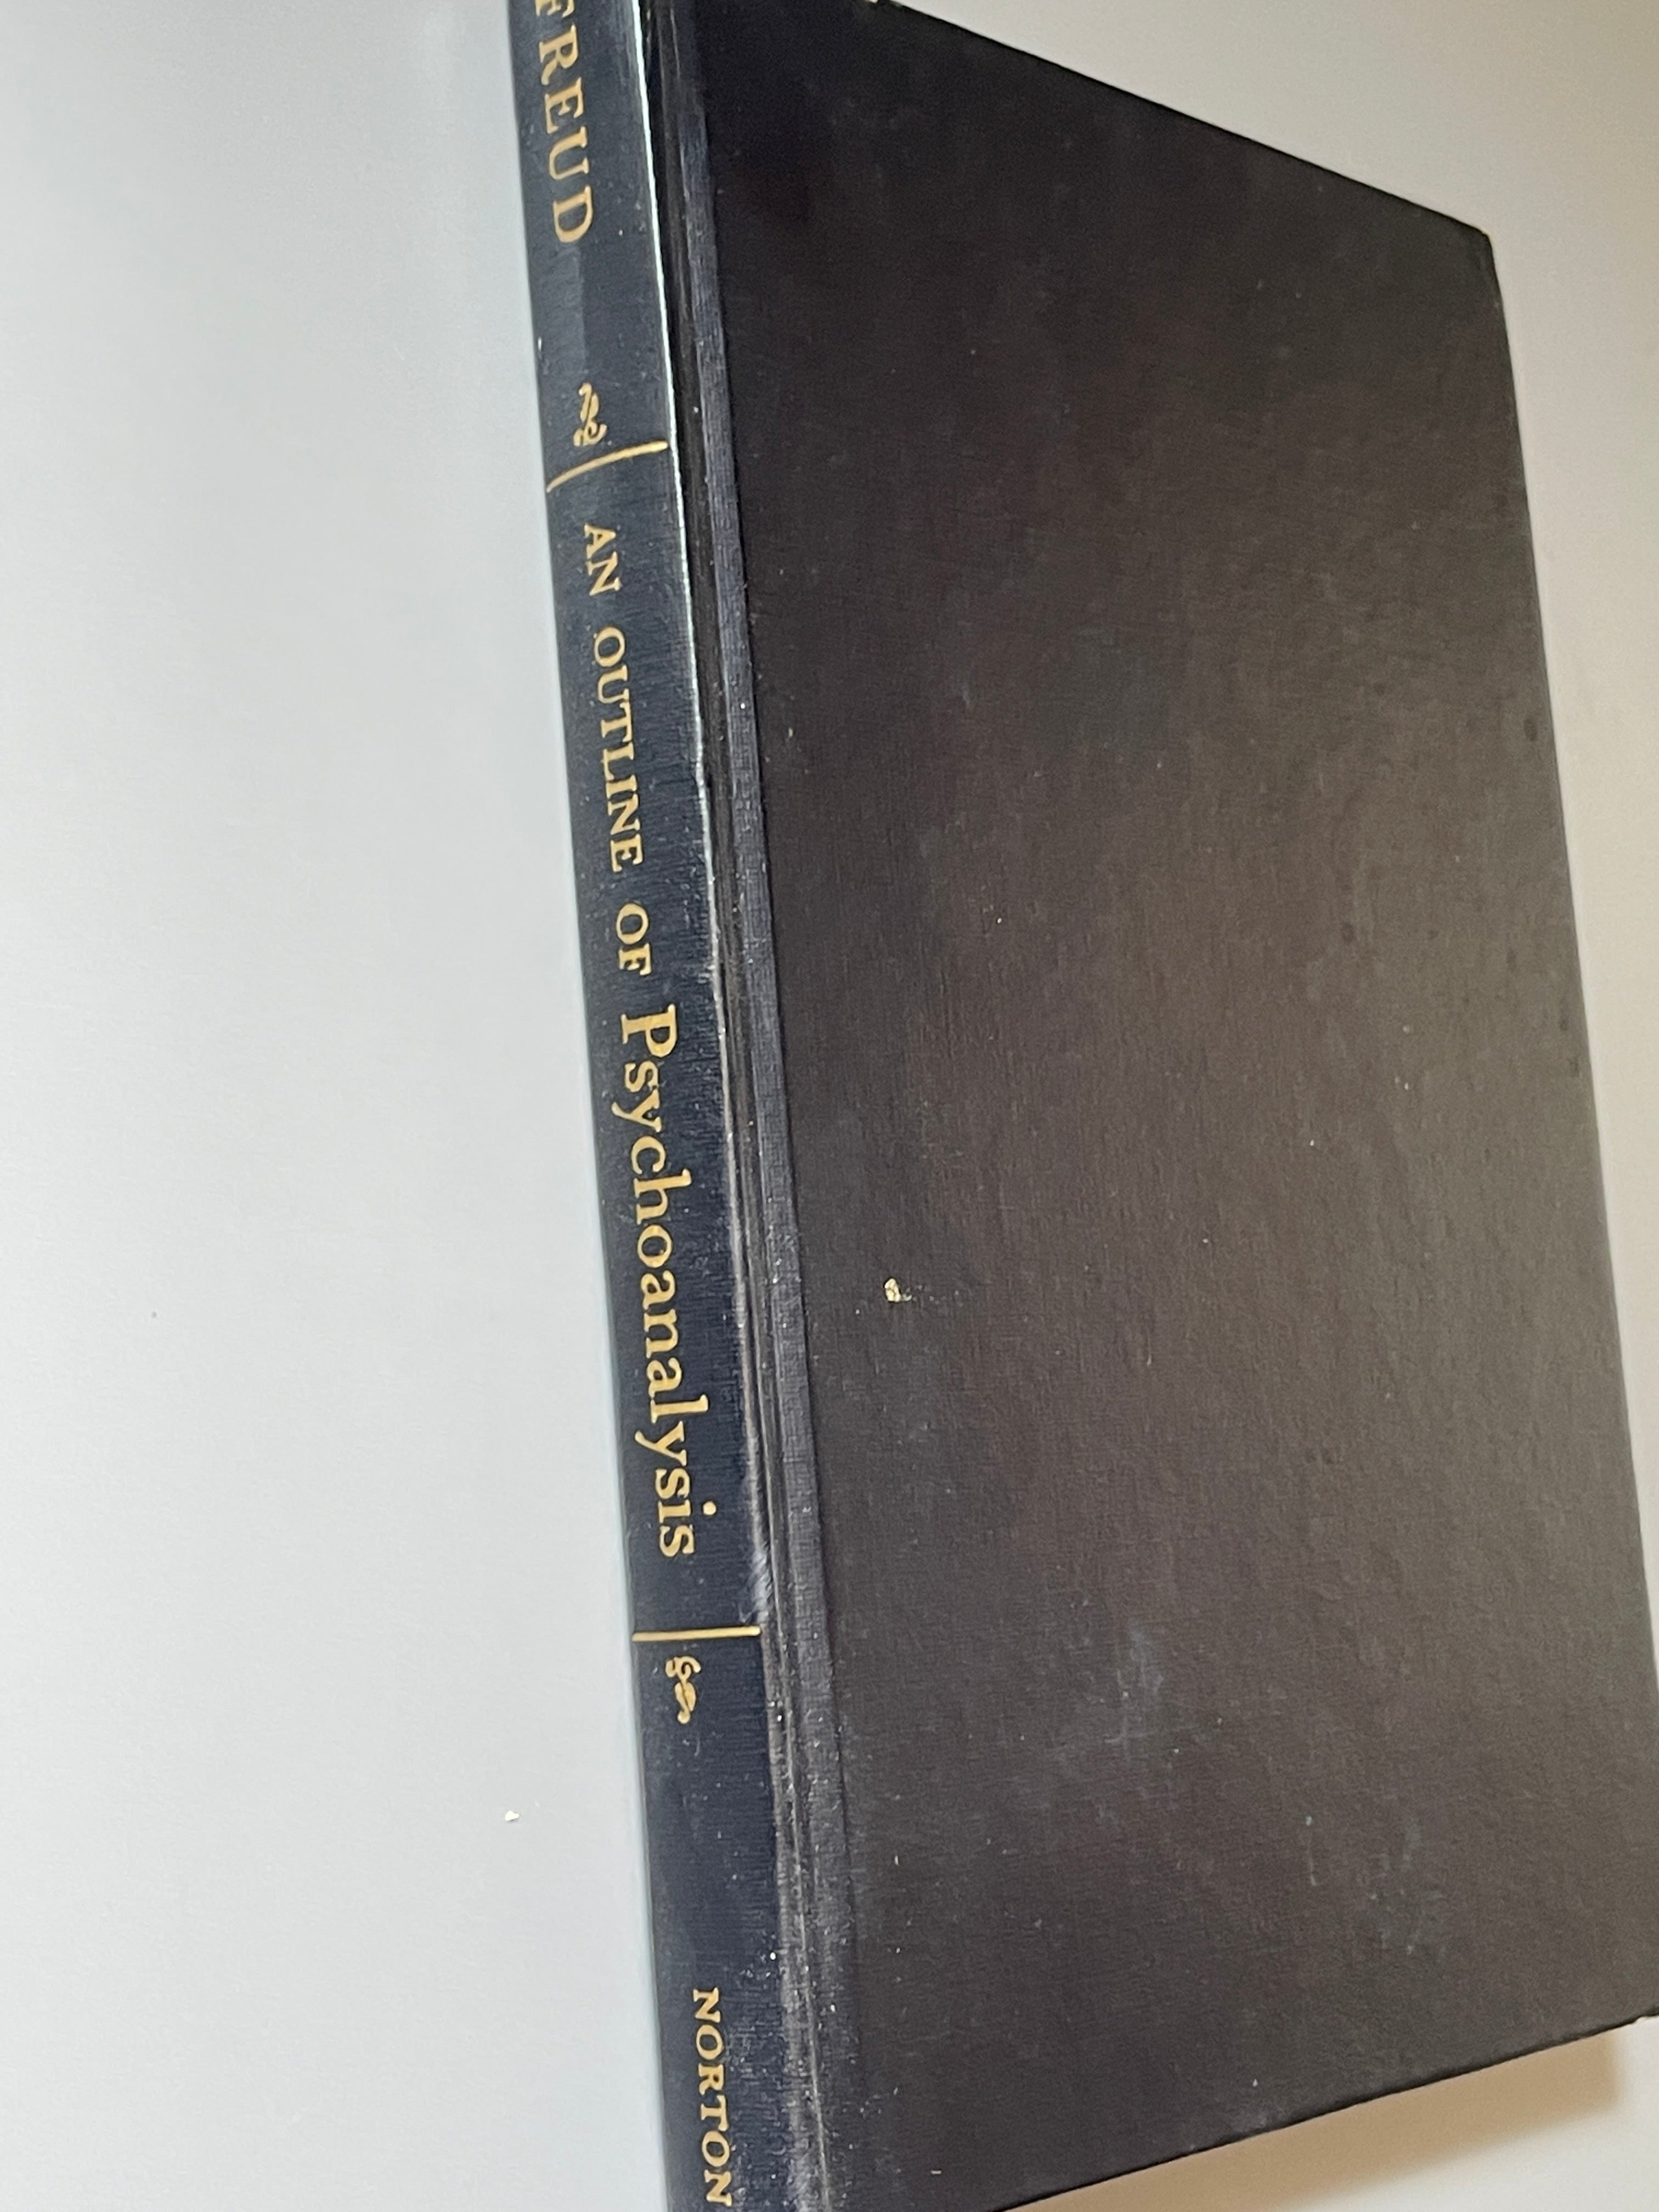 FREUD
AN OUTLINE OF Psychoanalysis
NORTON